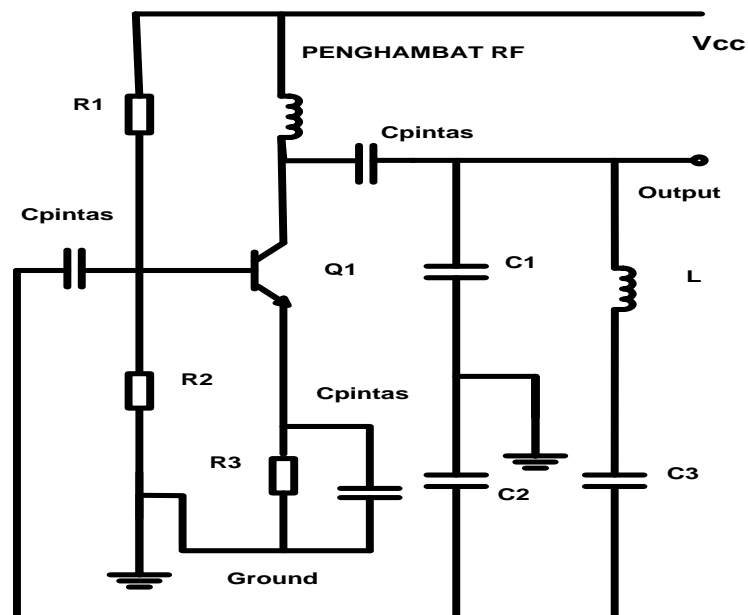 Vcc
PENGHAMBAT RF
R1
Cpintas
Output
Cpintas
Q1
C1
L
R2
Cpintas
R3
C2
C3
Ground